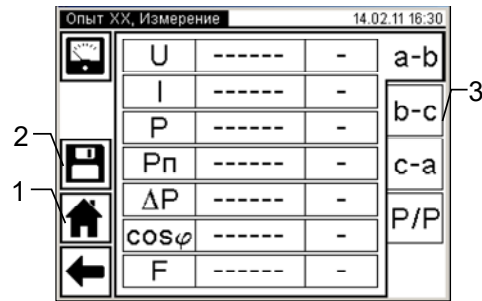 Опыт XX, Измерение 14.02.11 16:30
U ------ - a-b
I ------ -
b-c 3
P ------ -
2
Pп ------ - c-a
1
ΔP ------ -
P/P
cosφ ------ -
F ------ -